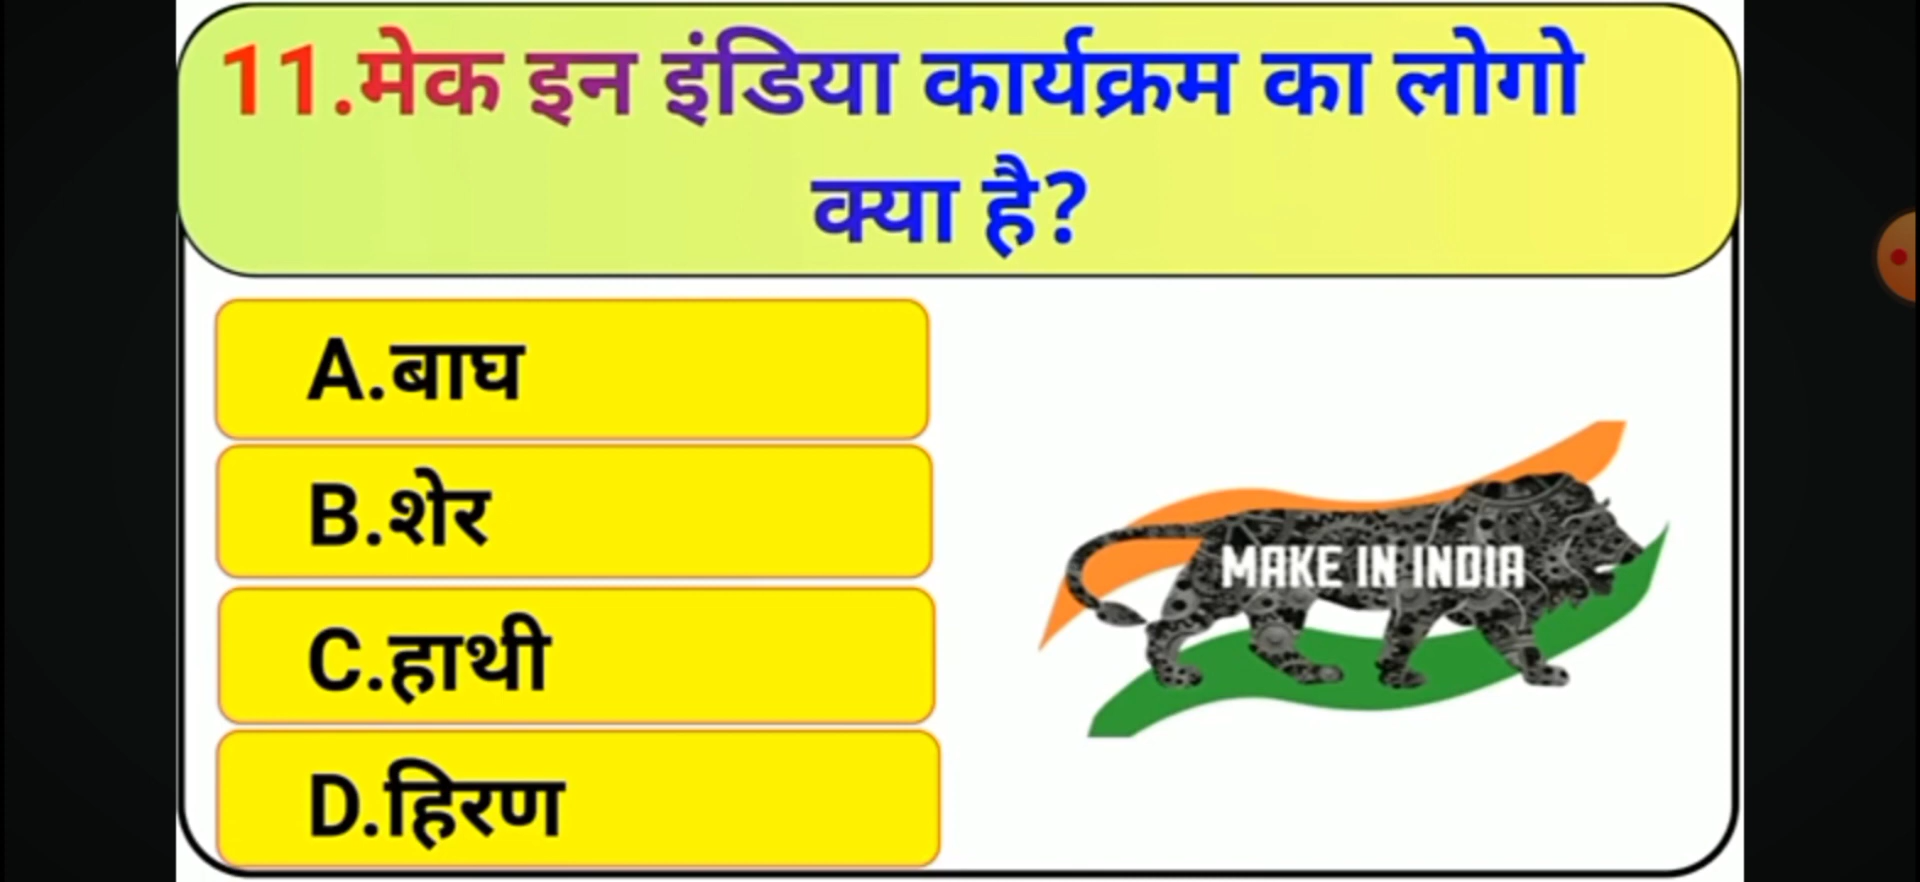 11.मेक इन इंडिया कार्यक्रम का लोगो
क्या है?
A.बाघ
B.शेर
C.हाथी
D.हिरण
MAKE IN INDIA